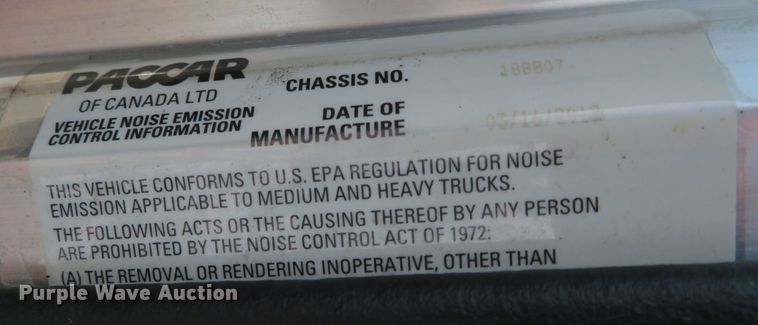 PACCAR
OF CANADA LTD
VEHICLE NOISE EMISSION
CONTROL INFORMATION
CHASSIS NO.
DATE OF
MANUFACTURE
THIS VEHICLE CONFORMS TO U.S. EPA REGULATION FOR NOISE
EMISSION APPLICABLE TO MEDIUM AND HEAVY TRUCKS.
THE FOLLOWING ACTS OR THE CAUSING THEREOF BY ANY PERSON
ARE PROHIBITED BY THE NOISE CONTROL ACT OF 1972:
(A) THE REMOVAL OR RENDERING INOPERATIVE, OTHER THAN
Purple Wave Auction